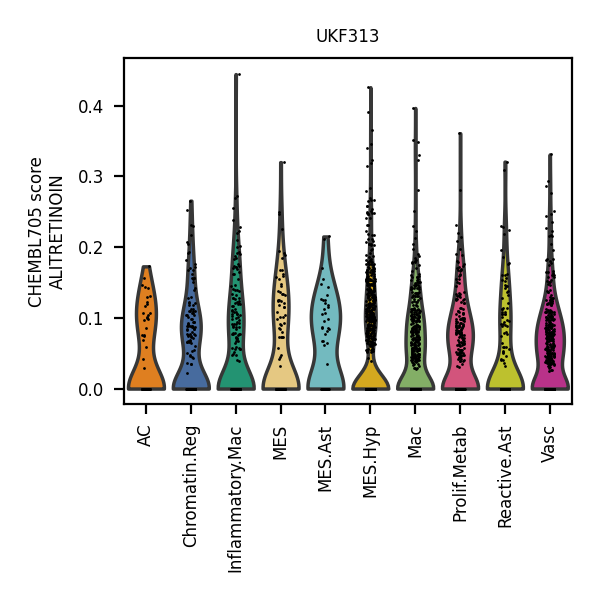 UKF313
CHEMBL705 score
ALITRETINOIN
0.4
0.3
0.2
0.1
0.0
AC
Chromatin.Reg
Inflammatory.Mac
MES
MES.Ast
MES.Hyp
Mac
Prolif.Metab
Reactive.Ast
Vasc